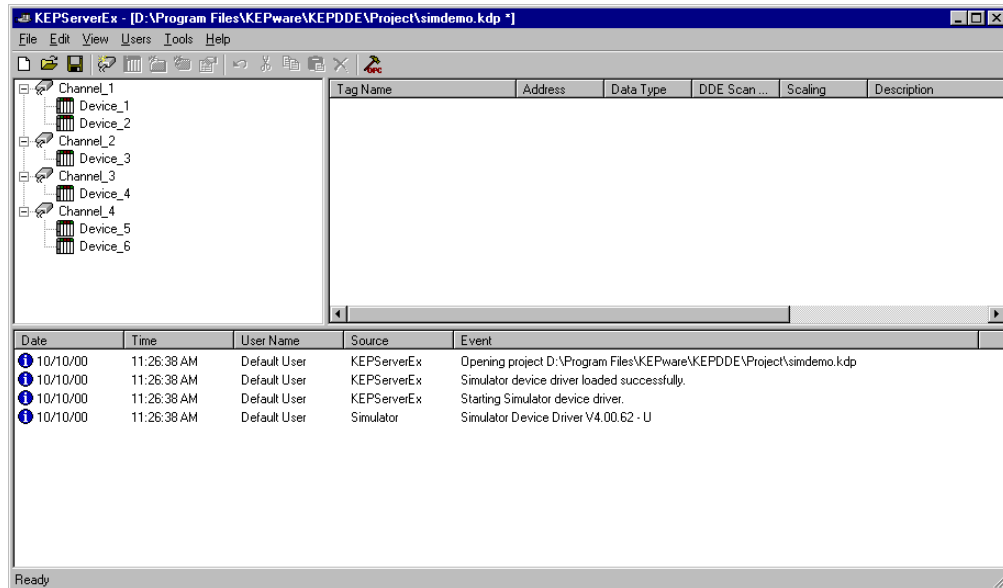 KEPServerEx - [D:\Program Files\KEPware\KEPDDE\Project\simdemo.kdp *]
File Edit View Users Tools Help
OPC
Channel_1
Device_1
Device_2
Channel_2
Device_3
Channel_3
Device_4
Channel_4
Device_5
Device_6
Tag Name Address Data Type DDE Scan ... Scaling Description
Date Time User Name Source Event
10/10/00 11:26:38 AM Default User KEPServerEx Opening project D:\Program Files\KEPware\KEPDDE\Project\simdemo.kdp
10/10/00 11:26:38 AM Default User KEPServerEx Simulator device driver loaded successfully.
10/10/00 11:26:38 AM Default User KEPServerEx Starting Simulator device driver.
10/10/00 11:26:38 AM Default User Simulator Simulator Device Driver V4.00.62 - U
Ready